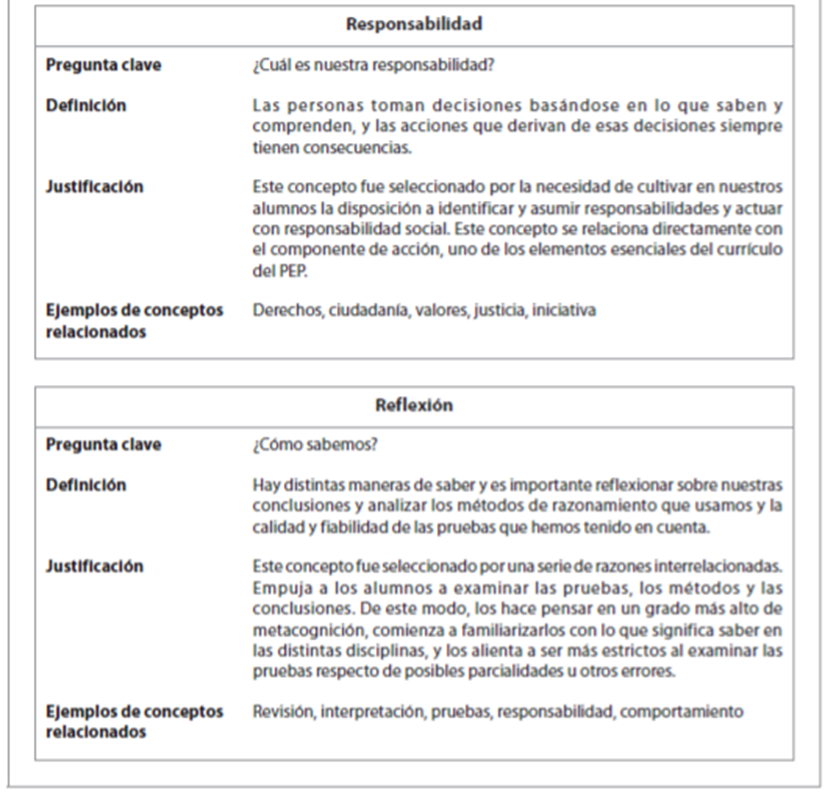 Responsabilidad
Pregunta clave ¿Cuál es nuestra responsabilidad?
Definición Las personas toman decisiones basándose en lo que saben y
comprenden, y las acciones que derivan de esas decisiones siempre
tienen consecuencias.
Justificación Este concepto fue seleccionado por la necesidad de cultivar en nuestros
alumnos la disposición a identificar y asumir responsabilidades y actuar
con responsabilidad social. Este concepto se relaciona directamente con
el componente de acción, uno de los elementos esenciales del currículo
del PEP.
Ejemplos de conceptos Derechos, ciudadanía, valores, justicia, iniciativa
relacionados
Reflexión
Pregunta clave ¿Cómo sabemos?
Definición Hay distintas maneras de saber y es importante reflexionar sobre nuestras
conclusiones y analizar los métodos de razonamiento que usamos y la
calidad y fiabilidad de las pruebas que hemos tenido en cuenta.
Justificación Este concepto fue seleccionado por una serie de razones interrelacionadas.
Empuja a los alumnos a examinar las pruebas, los métodos y las
conclusiones. De este modo, los hace pensar en un grado más alto de
metacognición, comienza a familiarizarlos con lo que significa saber en
las distintas disciplinas, y los alienta a ser más estrictos al examinar las
pruebas respecto de posibles parcialidades u otros errores.
Ejemplos de conceptos Revisión, interpretación, pruebas, responsabilidad, comportamiento
relacionados